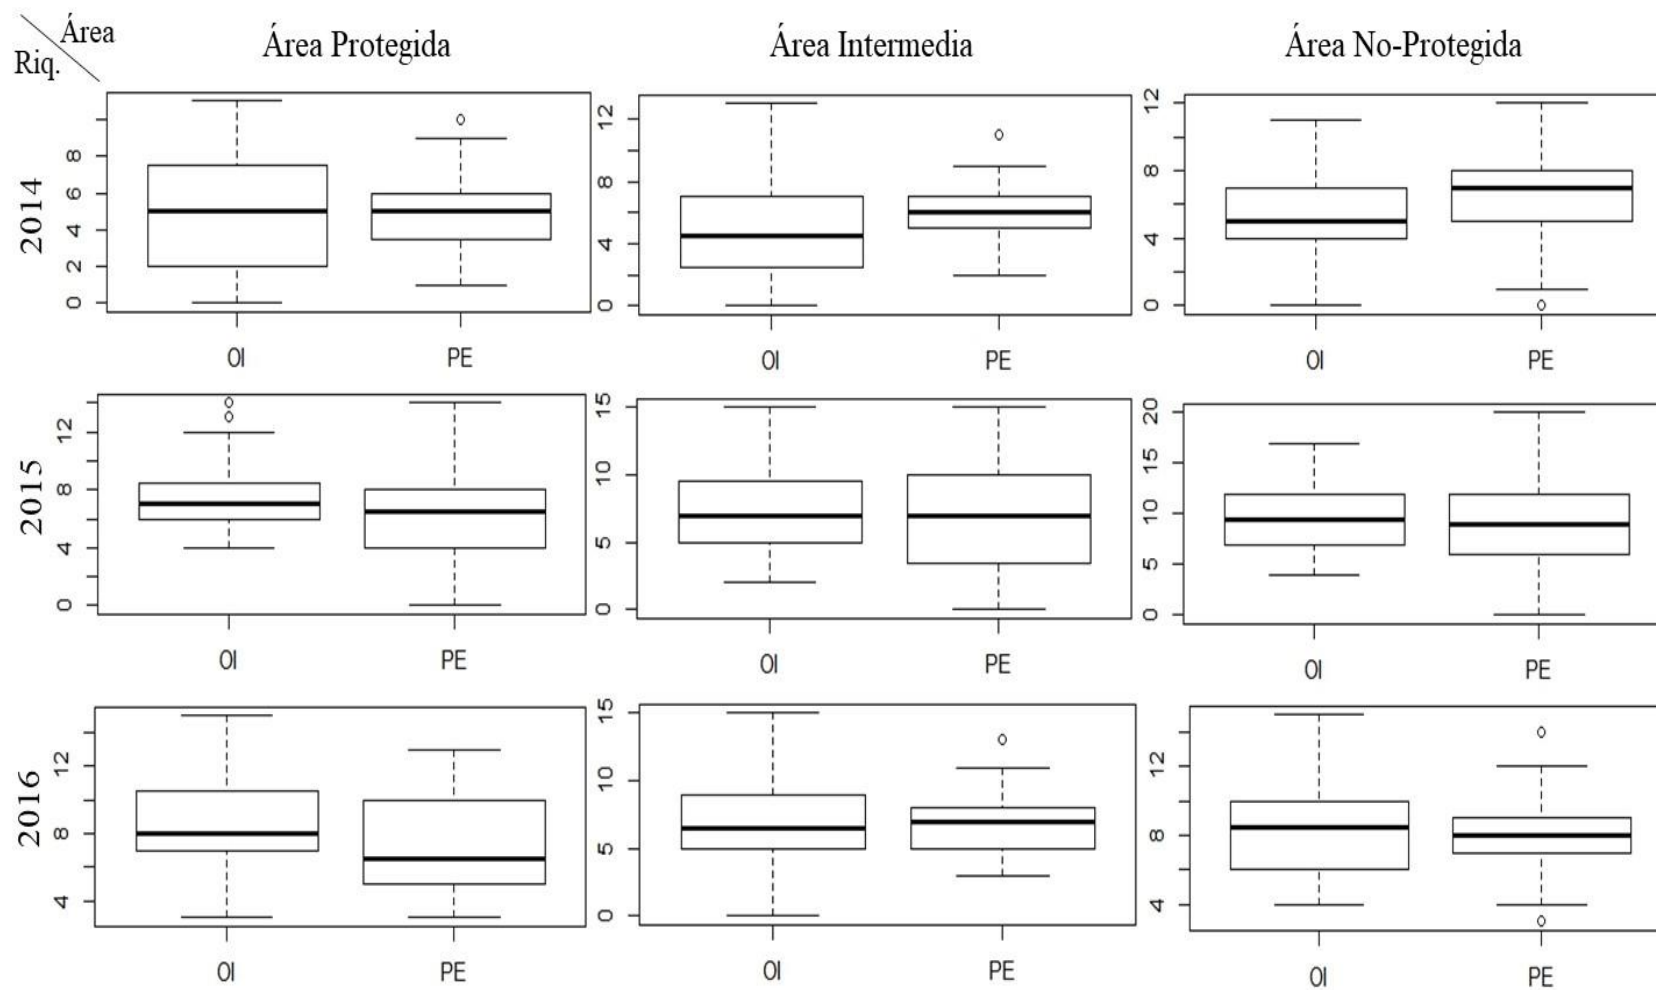 Área
Riq.
Área Protegida
Área Intermedia
Área No-Protegida
2014
0 2 4 6 8
OI PE
0 4 8 12
OI PE
0 4 8 12
OI PE
2015
0 4 8 12
OI PE
0 5 10 15
OI PE
0 5 10 15 20
OI PE
2016
4 8 12
OI PE
0 5 10 15
OI PE
4 8 12
OI PE